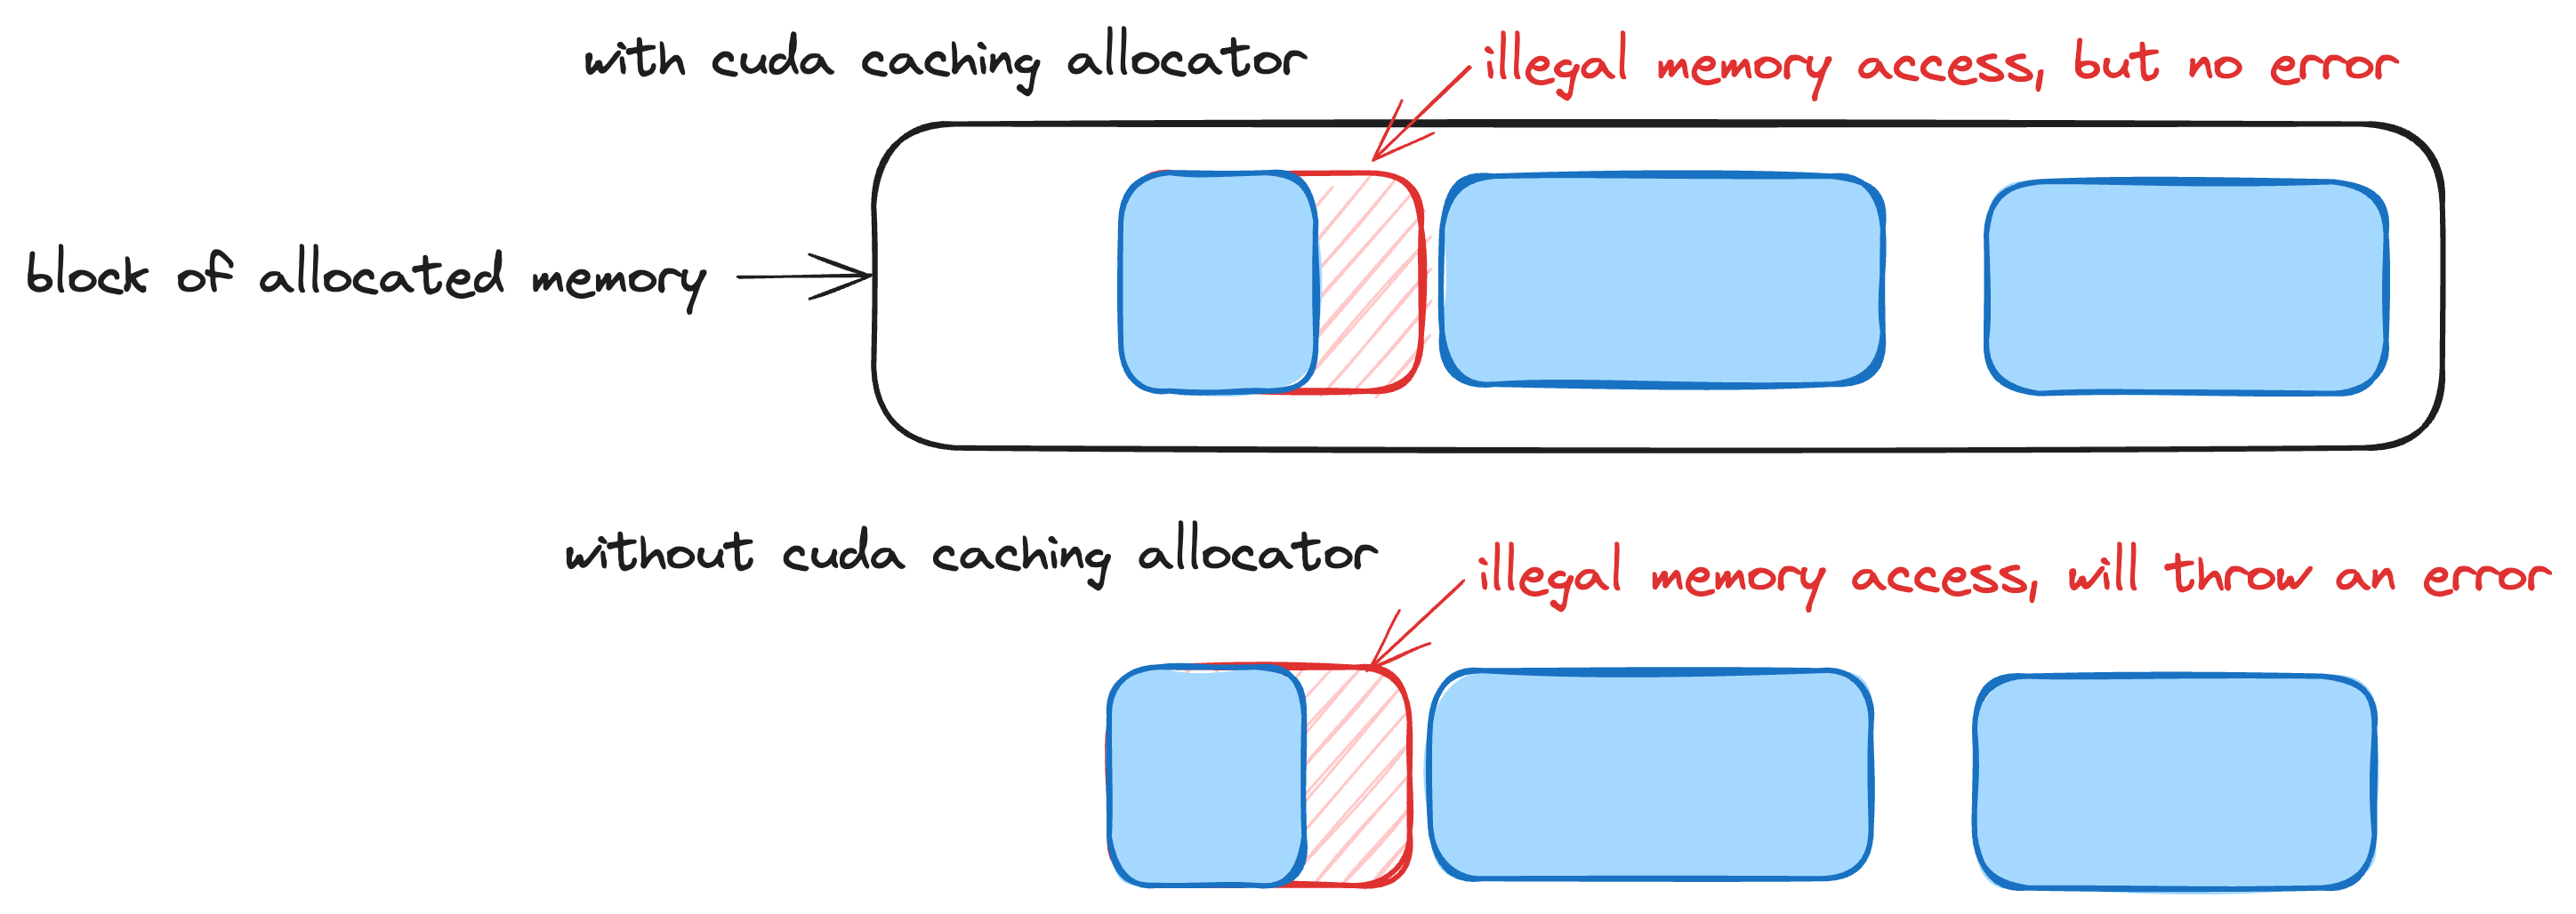 with cuda caching allocator
illegal memory access, but no error
block of allocated memory
without cuda caching allocator
illegal memory access, will throw an error